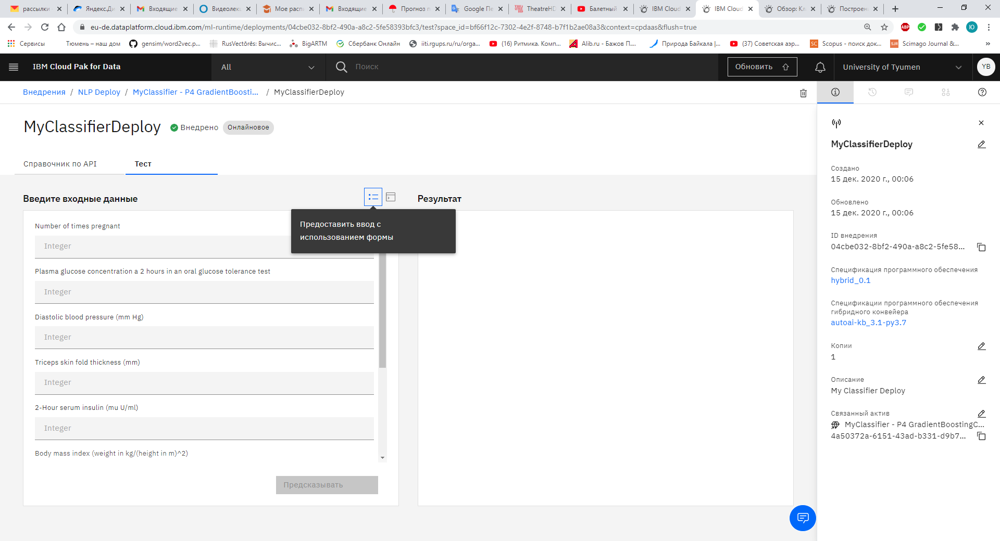 рассылки
Яндекс.Ди
Входящие
Видеолекц
Мое распи
Входящие
Прогноз п
Google Пе
TheatreHD
Балетный
IBM Cloud
IBM Cloud
Обзор: Кл
Построени
eu-de.dataplatform.cloud.ibm.com/ml-runtime/deployments/04cbe032-8bf2-490a-a8c2-5fe58393bfc3/test?space_id=bf66f12c-7302-4e2f-8748-b7f1b2ae08a3&context=cpdaas&flush=true
ABP
Ю
Сервисы
Тюмень – наш дом
gensim/word2vec.p...
RusVectōrēs: Вычис...
BigARTM
Сбербанк Онлайн
iiti.rgups.ru/ru/orga...
(16) Ритмика. Комп...
Alib.ru - Бажов П....
Природа Байкала |...
(37) Советская аэр...
SC Scopus - поиск док...
SJR Scimago Journal &...
»
IBM Cloud Pak for Data
All
Поиск
Обновить
University of Tyumen
YB
Внедрения / NLP Deploy / MyClassifier - P4 GradientBoosti... / MyClassifierDeploy
MyClassifierDeploy
Внедрено
Онлайновое
Справочник по API
Тест
Введите входные данные
Предоставить ввод с
использованием формы
Number of times pregnant
Integer
Plasma glucose concentration a 2 hours in an oral glucose tolerance test
Integer
Diastolic blood pressure (mm Hg)
Integer
Triceps skin fold thickness (mm)
Integer
2-Hour serum insulin (mu U/ml)
Integer
Body mass index (weight in kg/(height in m)^2)
Предсказывать
Результат
MyClassifierDeploy
Создано
15 дек. 2020 г., 00:06
Обновлено
15 дек. 2020 г., 00:06
ID внедрения
04cbe032-8bf2-490a-a8c2-5fe58...
Спецификация программного обеспечения
hybrid_0.1
Спецификации программного обеспечения
гибридного конвейера
autoai-kb_3.1-py3.7
Копии
1
Описание
My Classifier Deploy
Связанный актив
MyClassifier - P4 GradientBoostingC...
4a50372a-6151-43ad-b331-d9b7...